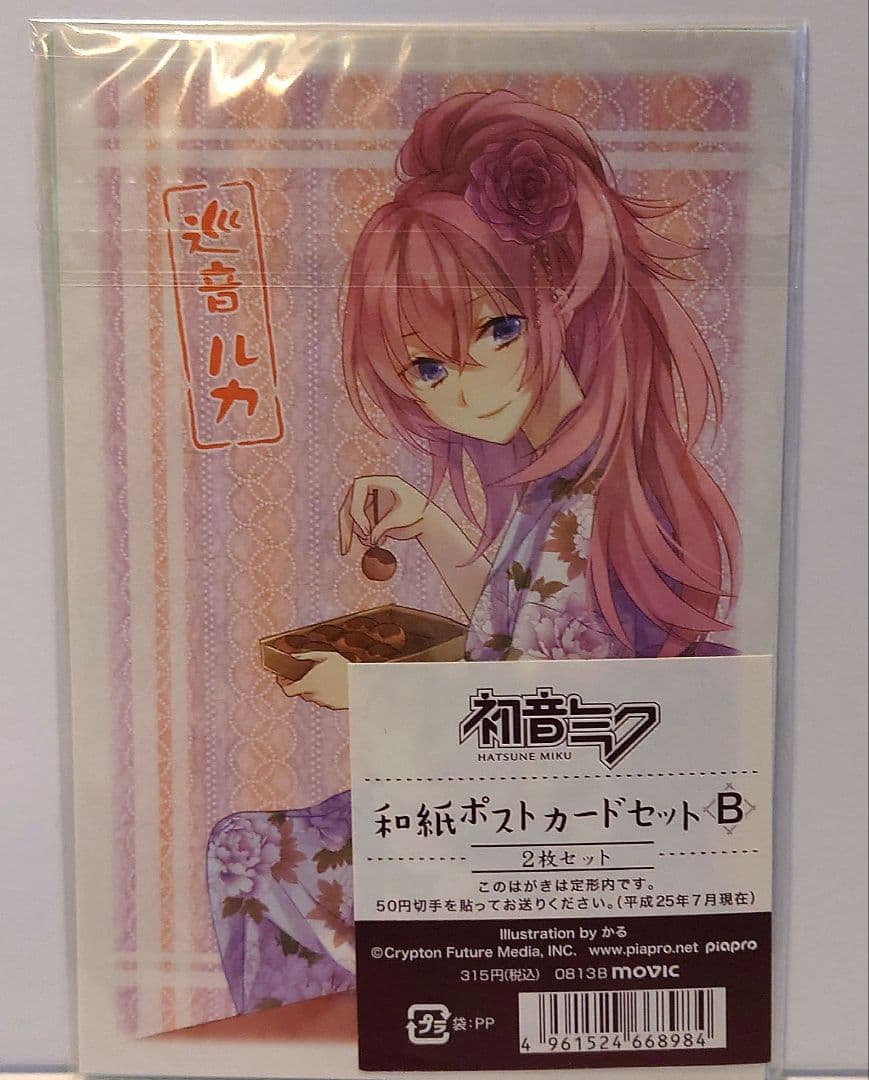 巡音ルカ
初音ミク
HATSUNE MIKU
和紙ポストカードセット B
2枚セット
このはがきは定形内です。
50円切手を貼ってお送りください。(平成25年7月現在)
Illustration by かる
©Crypton Future Media, INC. www.piapro.net piapro
315円(税込) 0813B movic
プラ 袋:PP
4 961524 668984